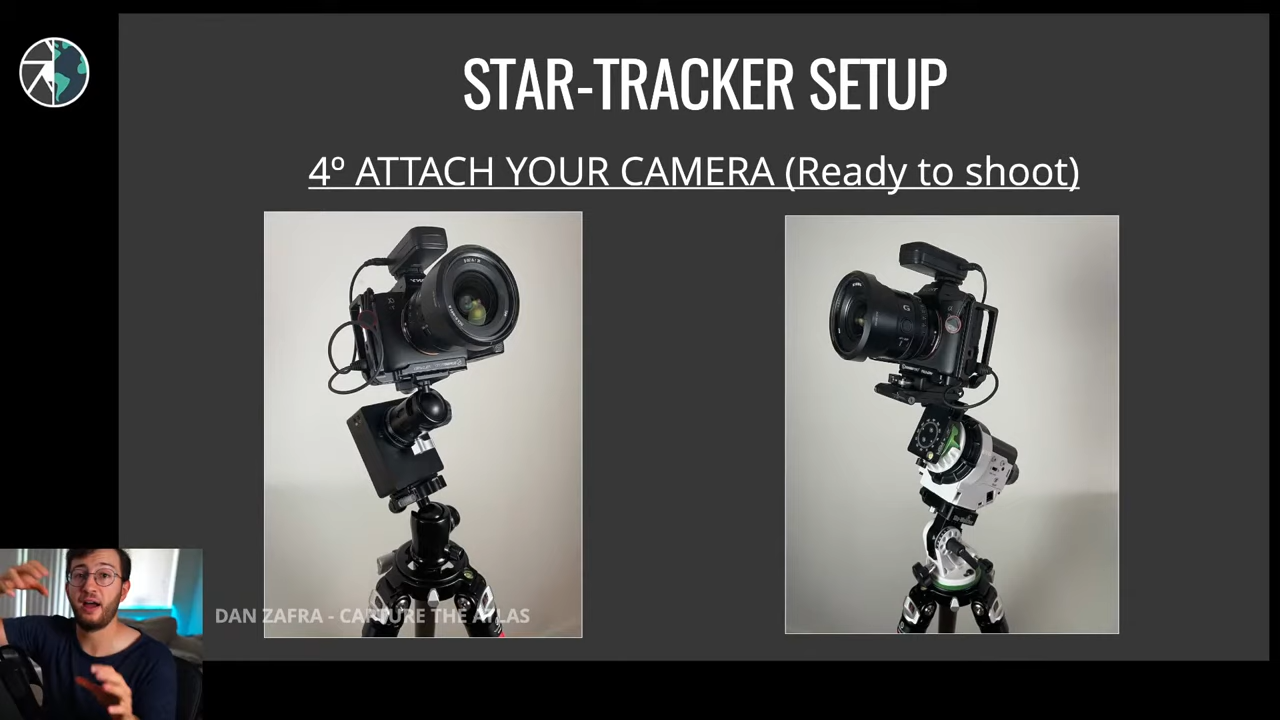 STAR-TRACKER SETUP
4º ATTACH YOUR CAMERA (Ready to shoot)
DAN ZAFRA - CAPTURE THE ATLAS